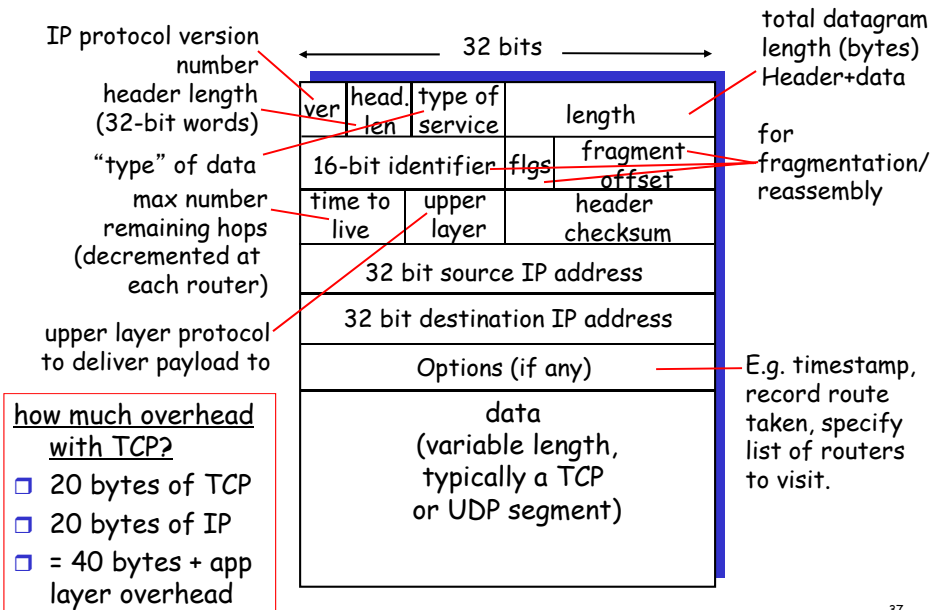 IP protocol version
number
header length
(32-bit words)
"type" of data
max number
remaining hops
(decremented at
each router)
upper layer protocol
to deliver payload to
how much overhead
with TCP?
20 bytes of TCP
20 bytes of IP
= 40 bytes + app
layer overhead
32 bits
ver
head.
len
type of
service
length
16-bit identifier
flgs
fragment
offset
time to
live
upper
layer
header
checksum
32 bit source IP address
32 bit destination IP address
Options (if any)
data
(variable length,
typically a TCP
or UDP segment)
total datagram
length (bytes)
Header+data
for
fragmentation/
reassembly
E.g. timestamp,
record route
taken, specify
list of routers
to visit.
37